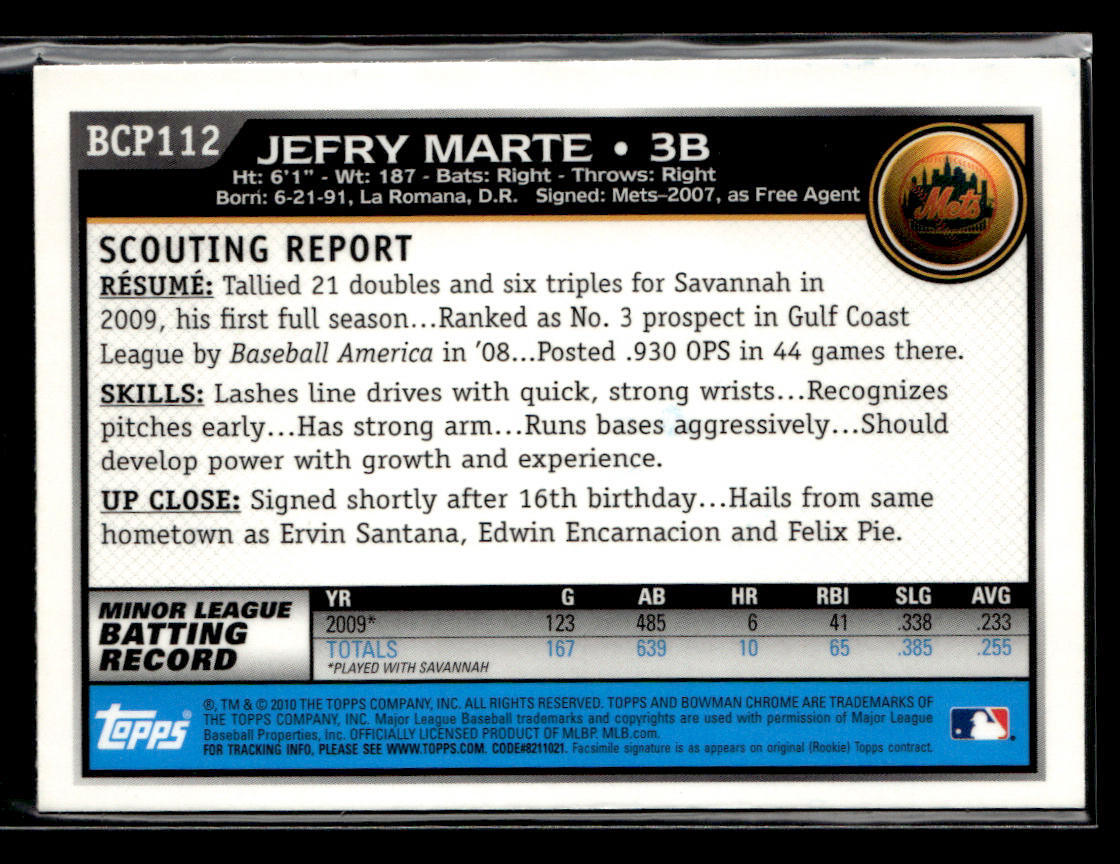 BCP112
JEFRY MARTE • 3B
Ht: 6'1" - Wt: 187 - Bats: Right - Throws: Right
Born: 6-21-91, La Romana, D.R. Signed: Mets–2007, as Free Agent
Mets
SCOUTING REPORT
RÉSUMÉ: Tallied 21 doubles and six triples for Savannah in
2009, his first full season...Ranked as No. 3 prospect in Gulf Coast
League by Baseball America in '08...Posted .930 OPS in 44 games there.
SKILLS: Lashes line drives with quick, strong wrists...Recognizes
pitches early...Has strong arm...Runs bases aggressively...Should
develop power with growth and experience.
UP CLOSE: Signed shortly after 16th birthday...Hails from same
hometown as Ervin Santana, Edwin Encarnacion and Felix Pie.
MINOR LEAGUE
BATTING
RECORD
YR G AB HR RBI SLG AVG
2009* 123 485 6 41 .338 .233
TOTALS 167 639 10 65 .385 .255
*PLAYED WITH SAVANNAH
topps®
®, TM & © 2010 THE TOPPS COMPANY, INC. ALL RIGHTS RESERVED. TOPPS AND BOWMAN CHROME ARE TRADEMARKS OF
THE TOPPS COMPANY, INC. Major League Baseball trademarks and copyrights are used with permission of Major League
Baseball Properties, Inc. OFFICIALLY LICENSED PRODUCT OF MLBP. MLB.com.
FOR TRACKING INFO, PLEASE SEE WWW.TOPPS.COM. CODE#8211021. Facsimile signature is as appears on original (Rookie) Topps contract.